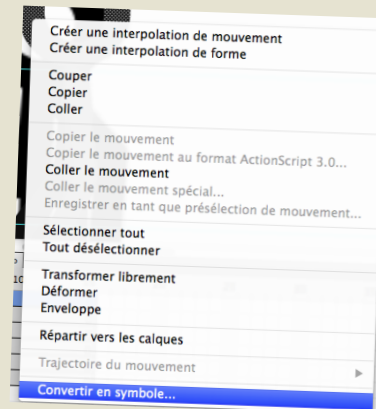 Créer une interpolation de mouvement
Créer une interpolation de forme
Couper
Copier
Coller
Copier le mouvement
Copier le mouvement au format ActionScript 3.0...
Coller le mouvement
Coller le mouvement spécial...
Enregistrer en tant que présélection de mouvement...
Sélectionner tout
Tout désélectionner
Transformer librement
Déformer
Enveloppe
Répartir vers les calques
Trajectoire du mouvement
Convertir en symbole...